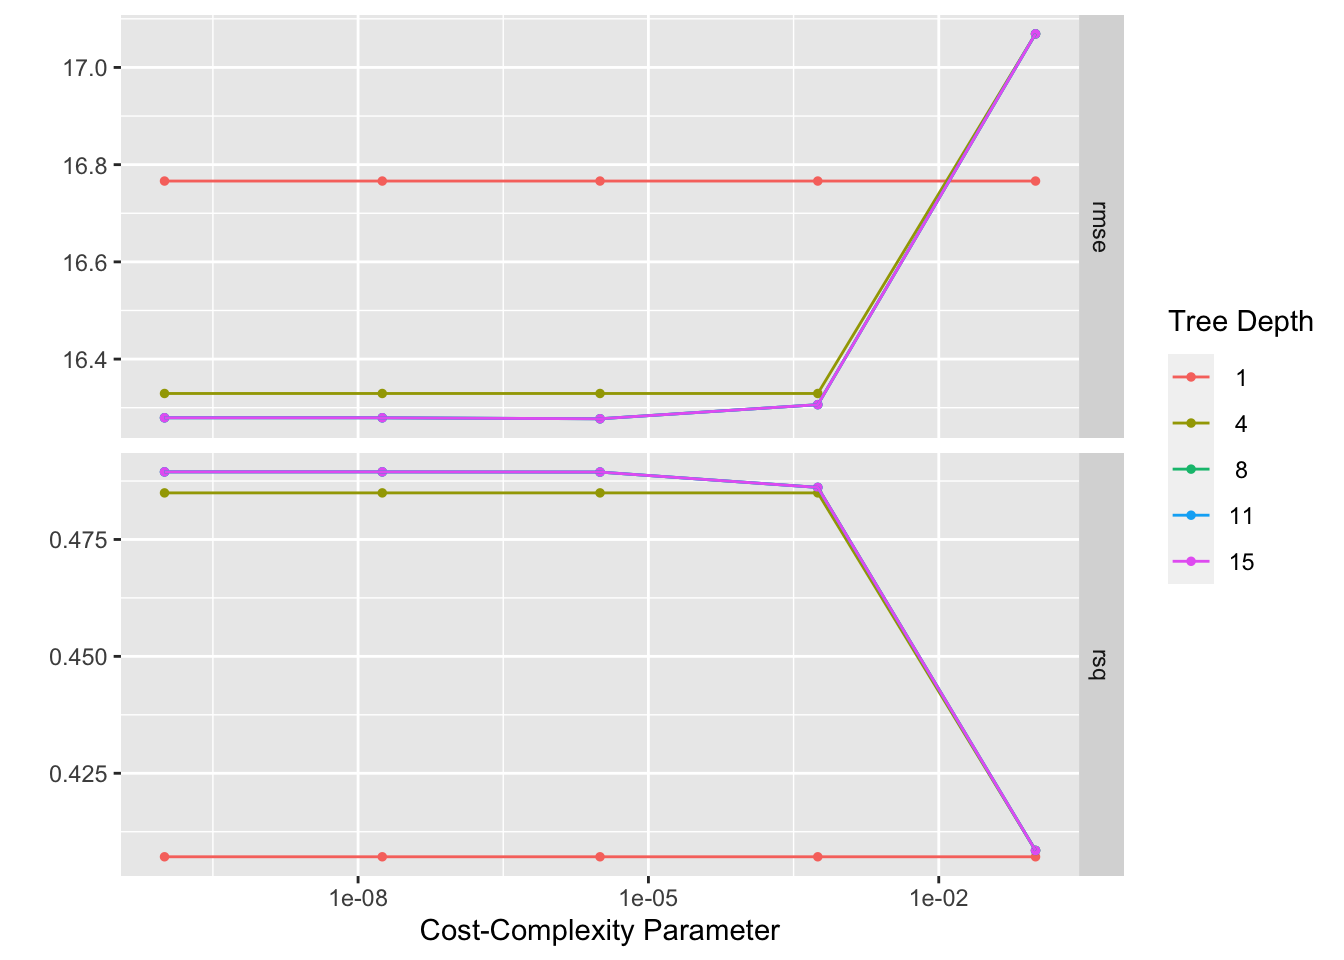 17.0
16.8
16.6
16.4
rmse
0.475
0.450
0.425
rsq
1e-08
1e-05
1e-02
Cost-Complexity Parameter
Tree Depth
1
4
8
11
15